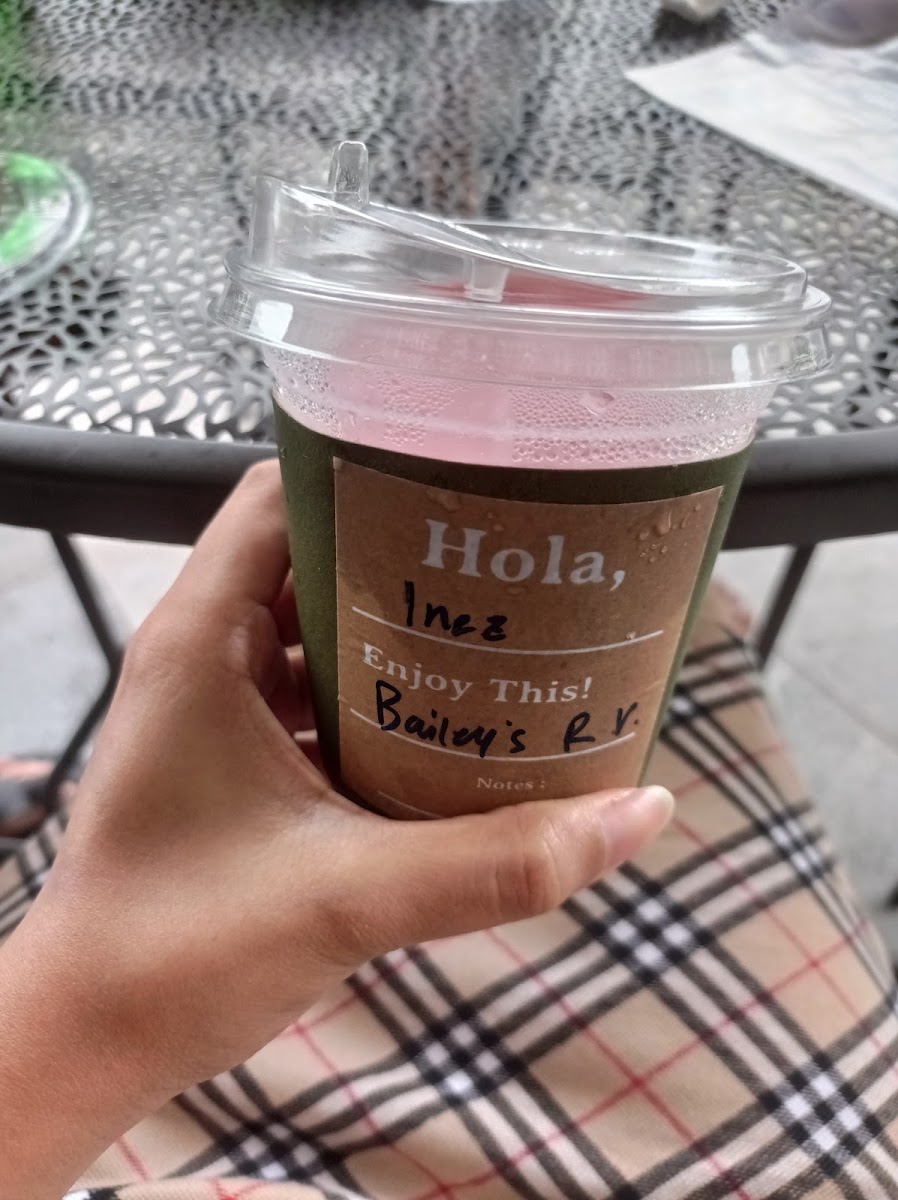 Hola,
Inez
Enjoy This!
Bailey's R V.
Notes :